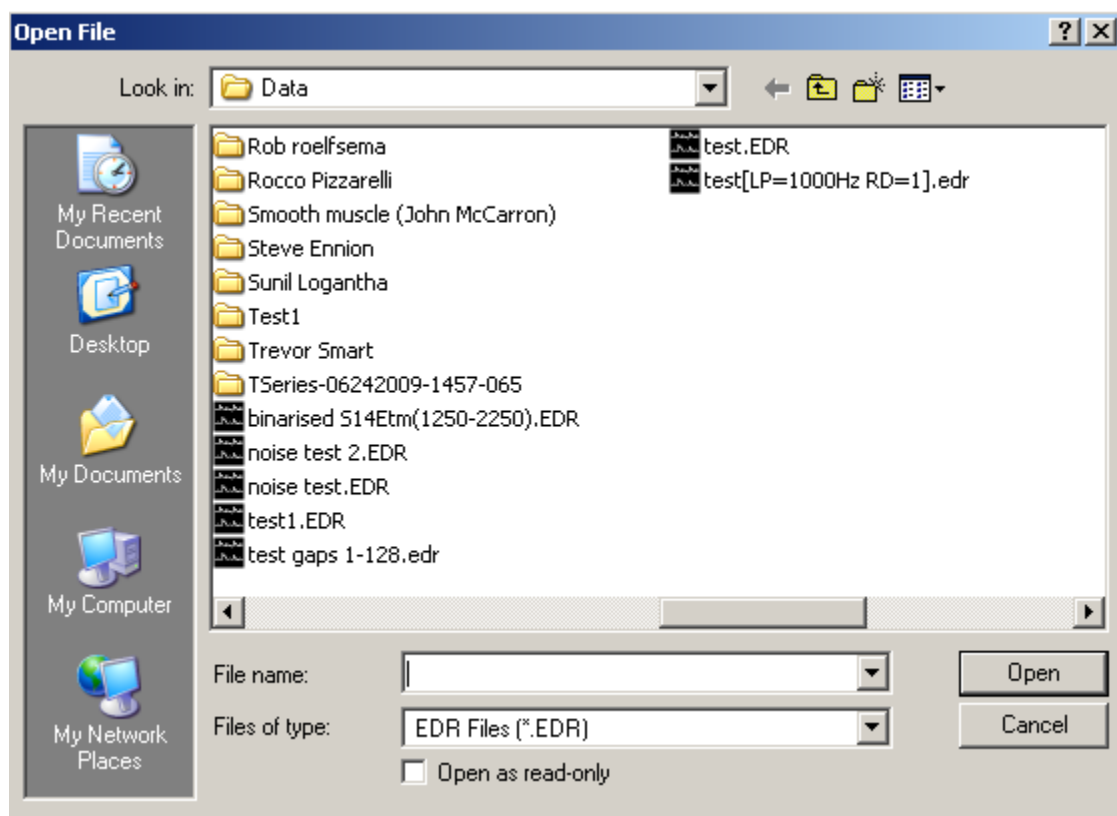 Open File
Look in:
Data
My Recent
Documents
Desktop
My Documents
My Computer
My Network
Places
Rob roelfsema
Rocco Pizzarelli
Smooth muscle (John McCarron)
Steve Ennion
Sunil Logantha
Test1
Trevor Smart
TSeries-06242009-1457-065
binarised S14Etm(1250-2250).EDR
noise test 2.EDR
noise test.EDR
test1.EDR
test gaps 1-128.edr
test.EDR
test[LP=1000Hz RD=1].edr
File name:
Open
Files of type:
EDR Files (*.EDR)
Cancel
Open as read-only